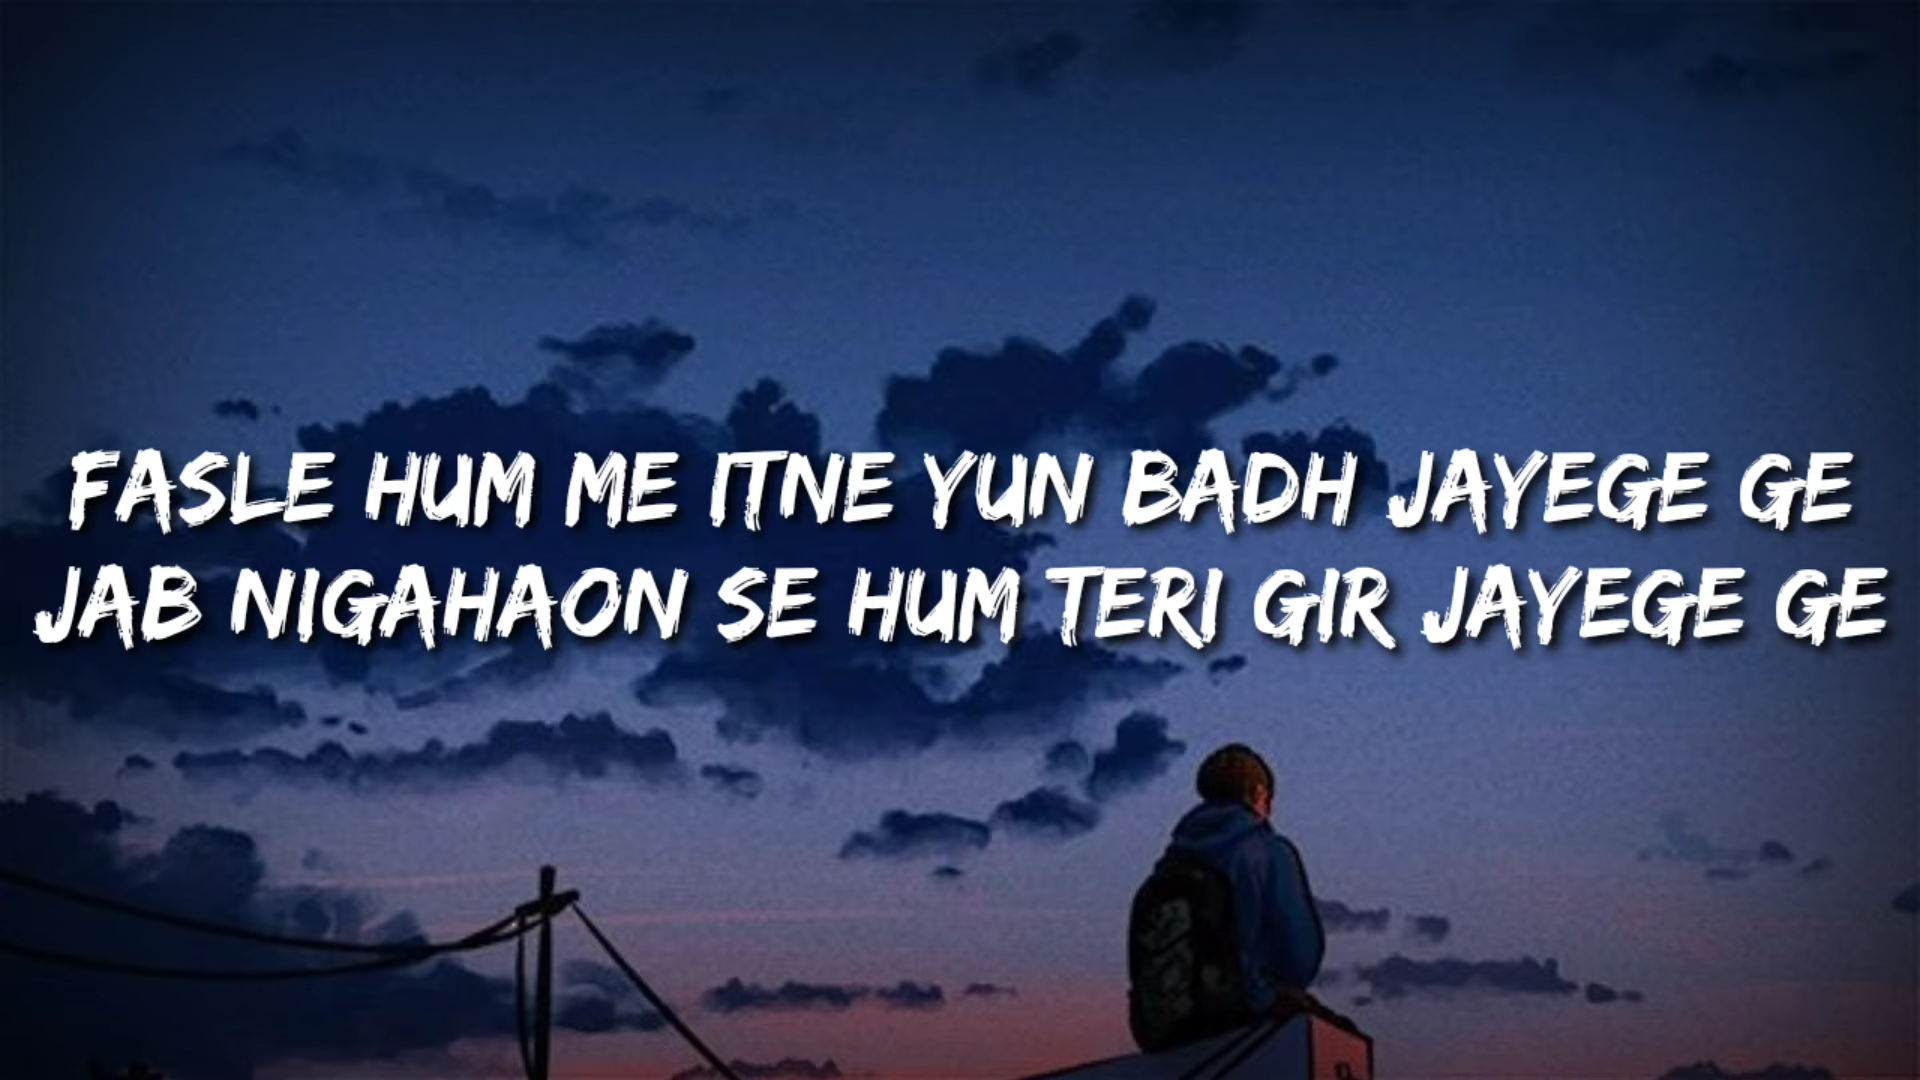 FASLE HUM ME ITNE YUN BADH JAYEGE GE
JAB NIGAHAON SE HUM TERI GIR JAYEGE GE